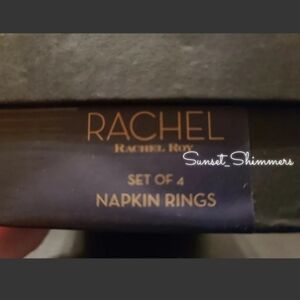 RACHEL
RACHEL ROY
Sunset_Shimmers
SET OF 4
NAPKIN RINGS